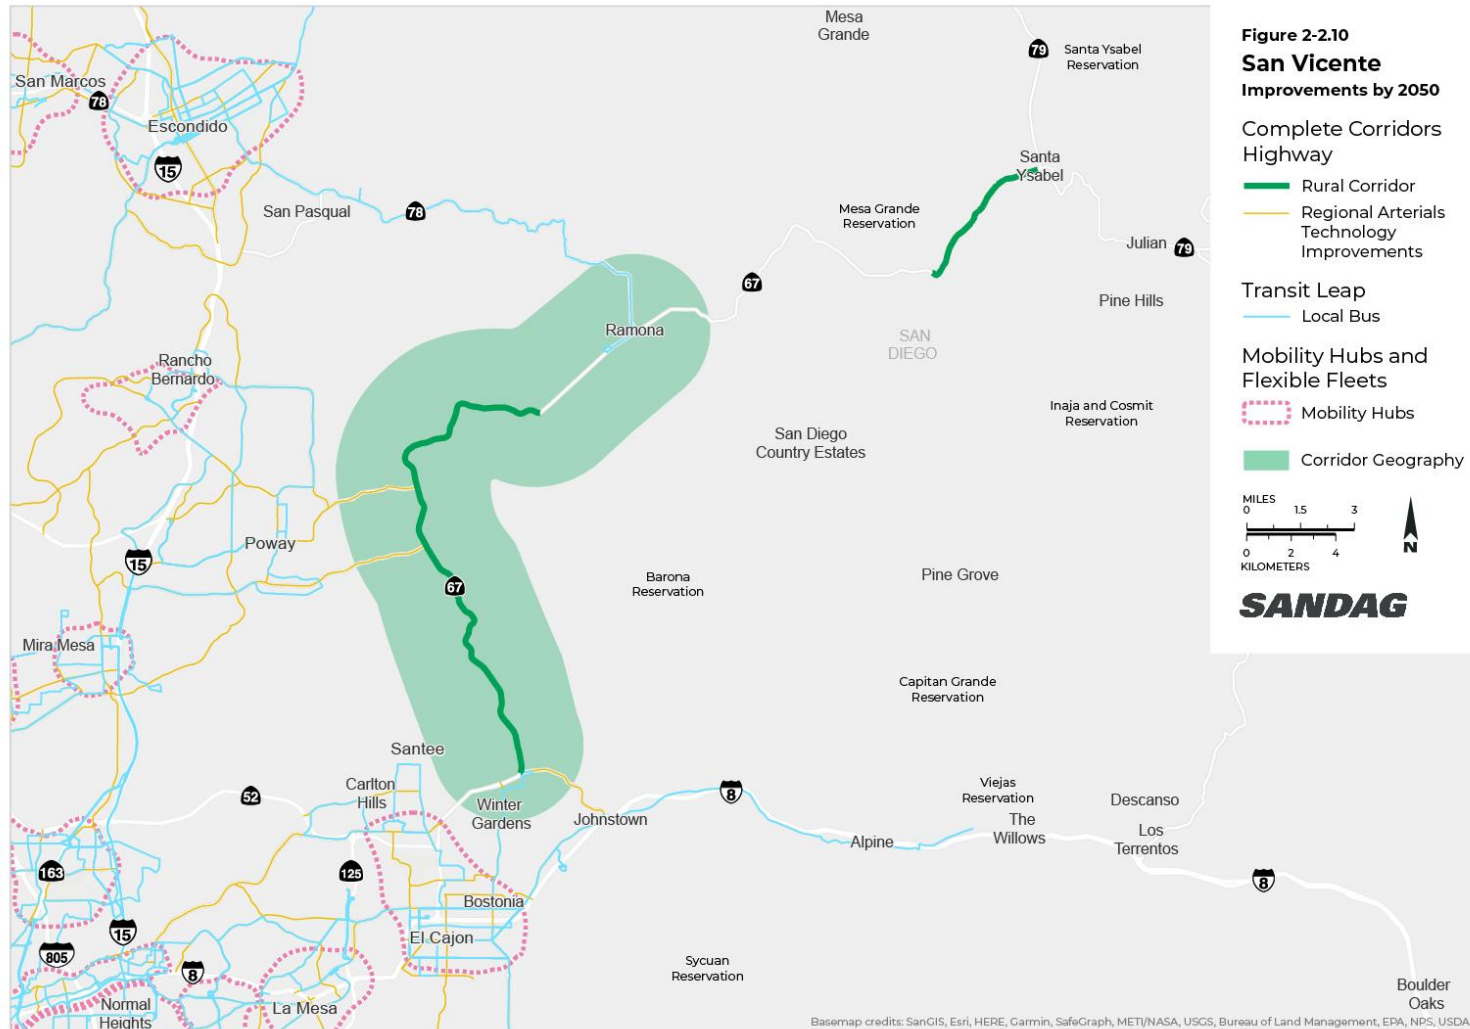 Figure 2-2.10
San Vicente
Improvements by 2050
Complete Corridors
Highway
Rural Corridor
Regional Arterials
Technology
Improvements
Transit Leap
Local Bus
Mobility Hubs and
Flexible Fleets
Mobility Hubs
Corridor Geography
MILES
0 1.5 3
0 2 4
KILOMETERS
N
SANDAG
Mesa
Grande
79
Santa Ysabel
Reservation
San Marcos
78
Escondido
15
Santa
Ysabel
San Pasqual
78
Mesa Grande
Reservation
Julian
79
67
Pine Hills
Ramona
SAN
DIEGO
Rancho
Bernardo
Inaja and Cosmit
Reservation
San Diego
Country Estates
Poway
15
67
Barona
Reservation
Pine Grove
Mira Mesa
Capitan Grande
Reservation
Santee
52
Carlton
Hills
Winter
Gardens
Johnstown
8
Viejas
Reservation
The
Willows
Descanso
Los
Terrentos
Alpine
163
125
8
Bostonia
El Cajon
15
805
8
Sycuan
Reservation
Normal
Heights
La Mesa
Boulder
Oaks
Basemap credits: SanGIS, Esri, HERE, Garmin, SafeGraph, METI/NASA, USGS, Bureau of Land Management, EPA, NPS, USDA